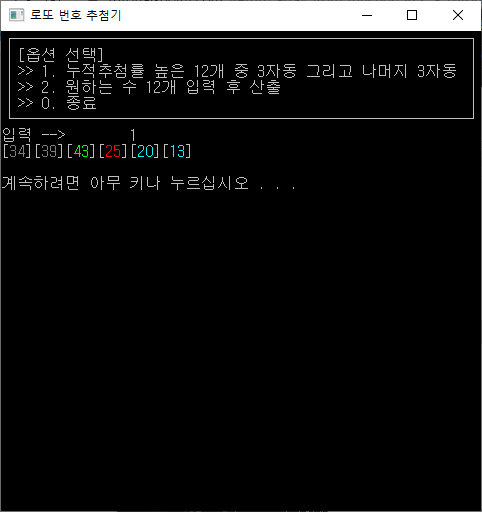 로또 번호 추첨기
[옵션 선택]
>> 1. 누적추첨률 높은 12개 중 3자동 그리고 나머지 3자동
>> 2. 원하는 수 12개 입력 후 산출
>> 0. 종료
입력 --> 1
[34][39][43][25][20][13]
계속하려면 아무 키나 누르십시오 . . .